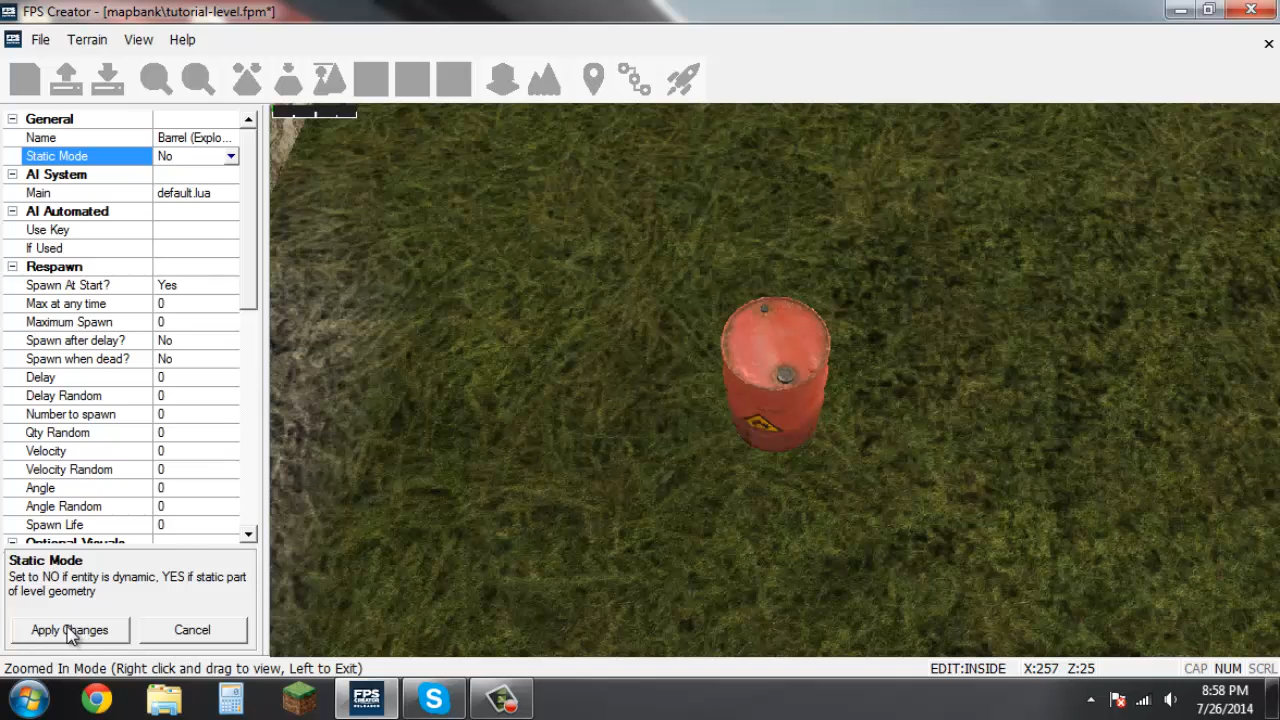 FPS Creator - [mapbank\tutorial-level.fpm*]
File Terrain View Help
General
Name Barrel (Explo...
Static Mode No
AI System
Main default.lua
AI Automated
Use Key
If Used
Respawn
Spawn At Start? Yes
Max at any time 0
Maximum Spawn 0
Spawn after delay? No
Spawn when dead? No
Delay 0
Delay Random 0
Number to spawn 0
Qty Random 0
Velocity 0
Velocity Random 0
Angle 0
Angle Random 0
Spawn Life 0
Optional Visuals
Static Mode
Set to NO if entity is dynamic, YES if static part
of level geometry
Apply Changes Cancel
Zoomed In Mode (Right click and drag to view, Left to Exit) EDIT:INSIDE X:257 Z:25 CAP NUM SCRL
FPS
CREATOR
8:58 PM
7/26/2014